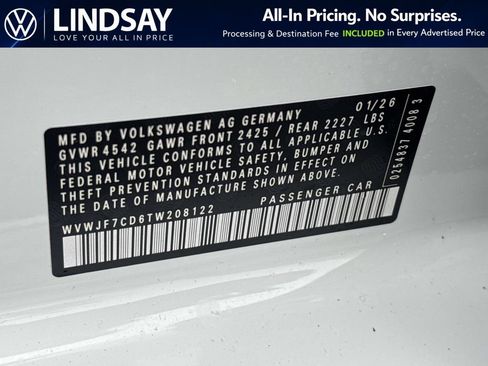 LINDSAY
LOVE YOUR ALL IN PRICE.
All-In Pricing. No Surprises.
Processing & Destination Fee INCLUDED in Every Advertised Price
MFD BY VOLKSWAGEN AG GERMANY 01/26
GVWR 4542 GAWR FRONT 2425 / REAR 2227 LBS
THIS VEHICLE CONFORMS TO ALL APPLICABLE U.S.
FEDERAL MOTOR VEHICLE SAFETY, BUMPER, AND
THEFT PREVENTION STANDARDS IN EFFECT ON
THE DATE OF MANUFACTURE SHOWN ABOVE.
WVWJF7CD6TW208122 PASSENGER CAR
0254837 4008 3